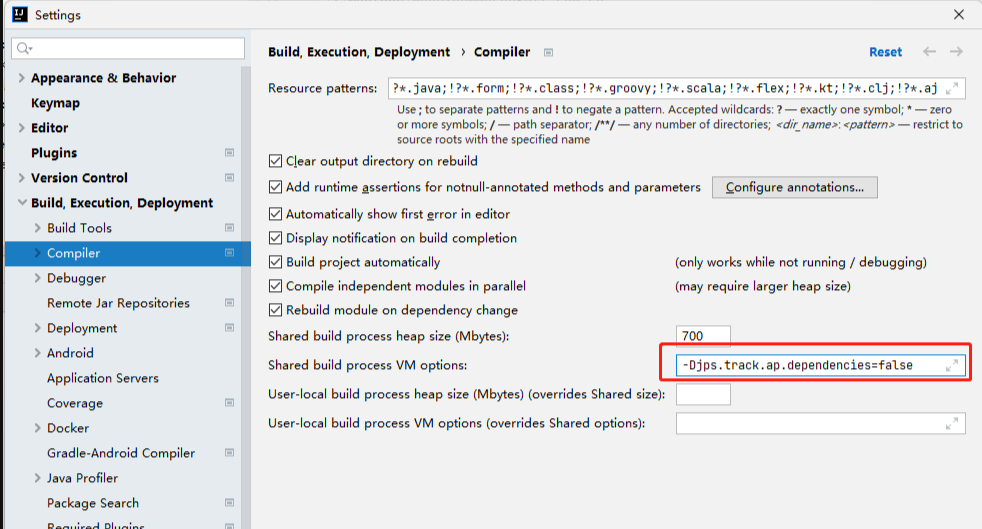 IJ
Settings
Appearance & Behavior
Keymap
Editor
Plugins
Version Control
Build, Execution, Deployment
Build Tools
Compiler
Debugger
Remote Jar Repositories
Deployment
Android
Application Servers
Coverage
Docker
Gradle-Android Compiler
Java Profiler
Package Search
Required Plugins
Build, Execution, Deployment › Compiler
Reset
Resource patterns: ?*.java;!?*.form;!?*.class;!?*.groovy;!?*.scala;!?*.flex;!?*.kt;!?*.clj;!?*.aj
Use ; to separate patterns and ! to negate a pattern. Accepted wildcards: ? — exactly one symbol; * — zero
or more symbols; / — path separator; /**/ — any number of directories; <dir_name>:<pattern> — restrict to
source roots with the specified name
Clear output directory on rebuild
Add runtime assertions for notnull-annotated methods and parameters Configure annotations...
Automatically show first error in editor
Display notification on build completion
Build project automatically (only works while not running / debugging)
Compile independent modules in parallel (may require larger heap size)
Rebuild module on dependency change
Shared build process heap size (Mbytes): 700
Shared build process VM options: -Djps.track.ap.dependencies=false
User-local build process heap size (Mbytes) (overrides Shared size):
User-local build process VM options (overrides Shared options):